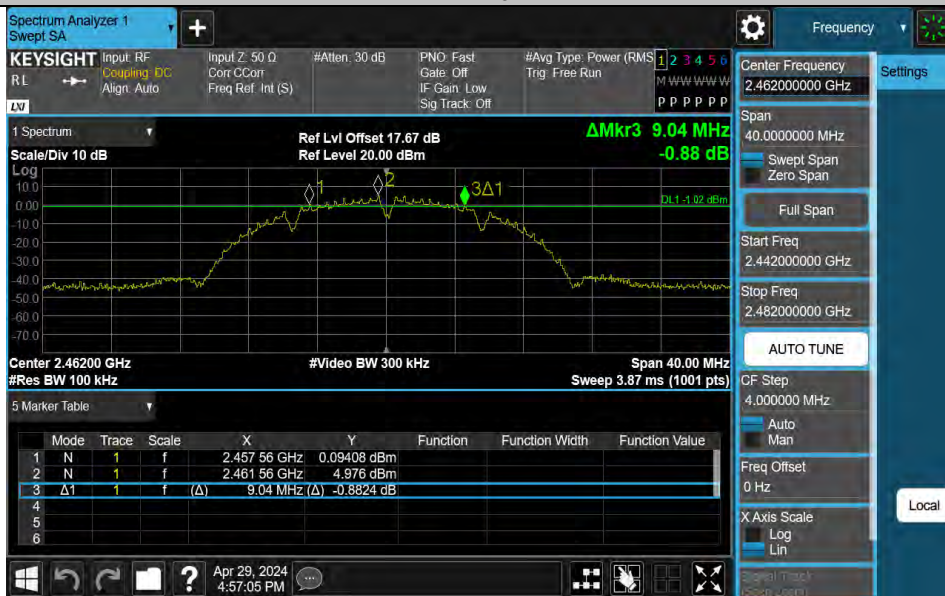 Spectrum Analyzer 1
Swept SA
+
Frequency
KEYSIGHT
RL
LXI
Input: RF
Coupling: DC
Align: Auto
Input Z: 50 Ω
Corr CCorr
Freq Ref: Int (S)
#Atten: 30 dB
PNO: Fast
Gate: Off
IF Gain: Low
Sig Track: Off
#Avg Type: Power (RMS
Trig: Free Run
1 2 3 4 5 6
M W W W W W
P P P P P P
Center Frequency
2.462000000 GHz
Settings
Span
40.0000000 MHz
Swept Span
Zero Span
Full Span
Start Freq
2.442000000 GHz
Stop Freq
2.482000000 GHz
AUTO TUNE
CF Step
4.000000 MHz
Auto
Man
Freq Offset
0 Hz
X Axis Scale
Log
Lin
Local
1 Spectrum
Scale/Div 10 dB
Ref Lvl Offset 17.67 dB
Ref Level 20.00 dBm
ΔMkr3 9.04 MHz
-0.88 dB
Log
10.0
0.00
-10.0
-20.0
-30.0
-40.0
-50.0
-60.0
-70.0
1
2
3Δ1
DL1 -1.02 dBm
Center 2.46200 GHz
#Video BW 300 kHz
Span 40.00 MHz
#Res BW 100 kHz
Sweep 3.87 ms (1001 pts)
5 Marker Table
Mode Trace Scale X Y Function Function Width Function Value
1 N 1 f 2.457 56 GHz 0.09408 dBm
2 N 1 f 2.461 56 GHz 4.976 dBm
3 Δ1 1 f (Δ) 9.04 MHz (Δ) -0.8824 dB
4
5
6
?
Apr 29, 2024
4:57:05 PM